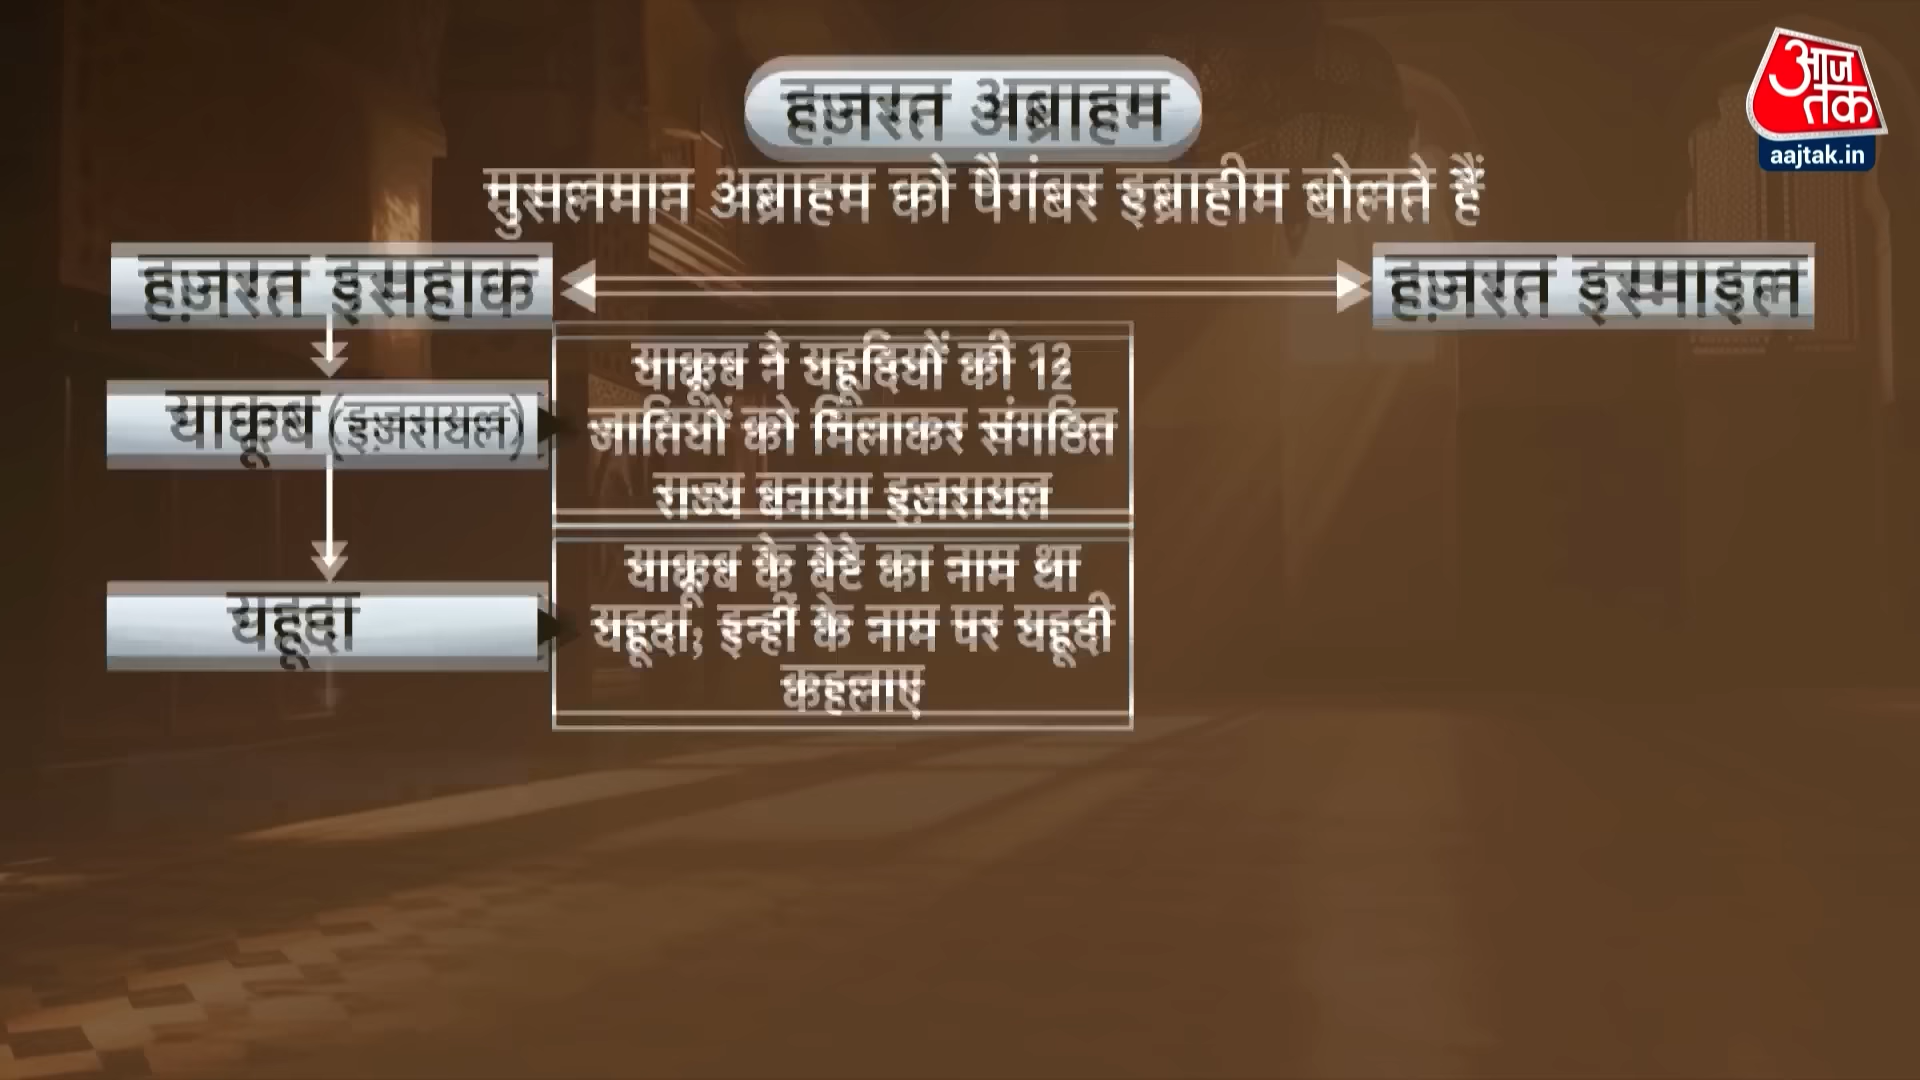 आज
तक
aajtak.in
हज़रत अब्राहम
मुसलमान अब्राहम को पैगंबर इब्राहीम बोलते हैं
हज़रत इसहाक
हज़रत इस्माइल
याकूब (इज़रायल)
याकूब ने यहूदियों की 12
जातियों को मिलाकर संगठित
राज्य बनाया इज़रायल
यहूदा
याकूब के बेटे का नाम था
यहूदा, इन्हीं के नाम पर यहूदी
कहलाए